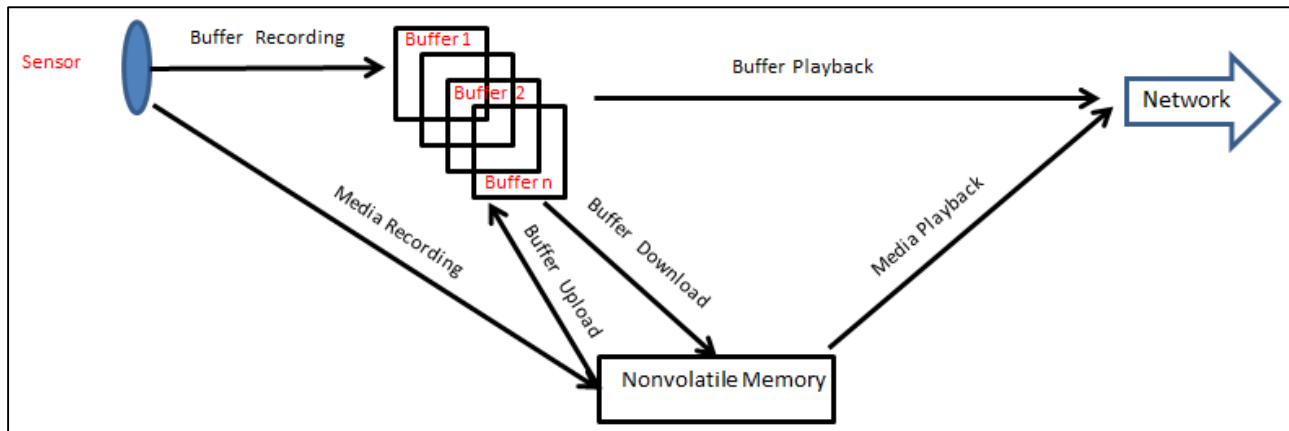 Buffer Recording
Buffer 1
Sensor
Buffer Playback
Buffer 2
Network
Buffer n
Media Recording
Buffer Upload
Buffer Download
Media Playback
Nonvolatile Memory